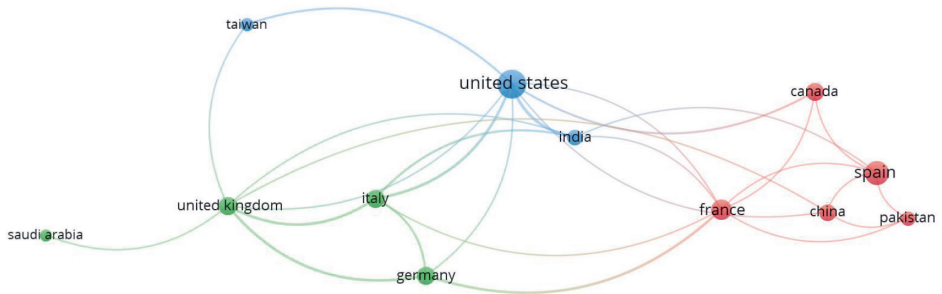 taiwan
united states
canada
india
spain
italy
united kingdom
france
china
pakistan
saudi arabia
germany